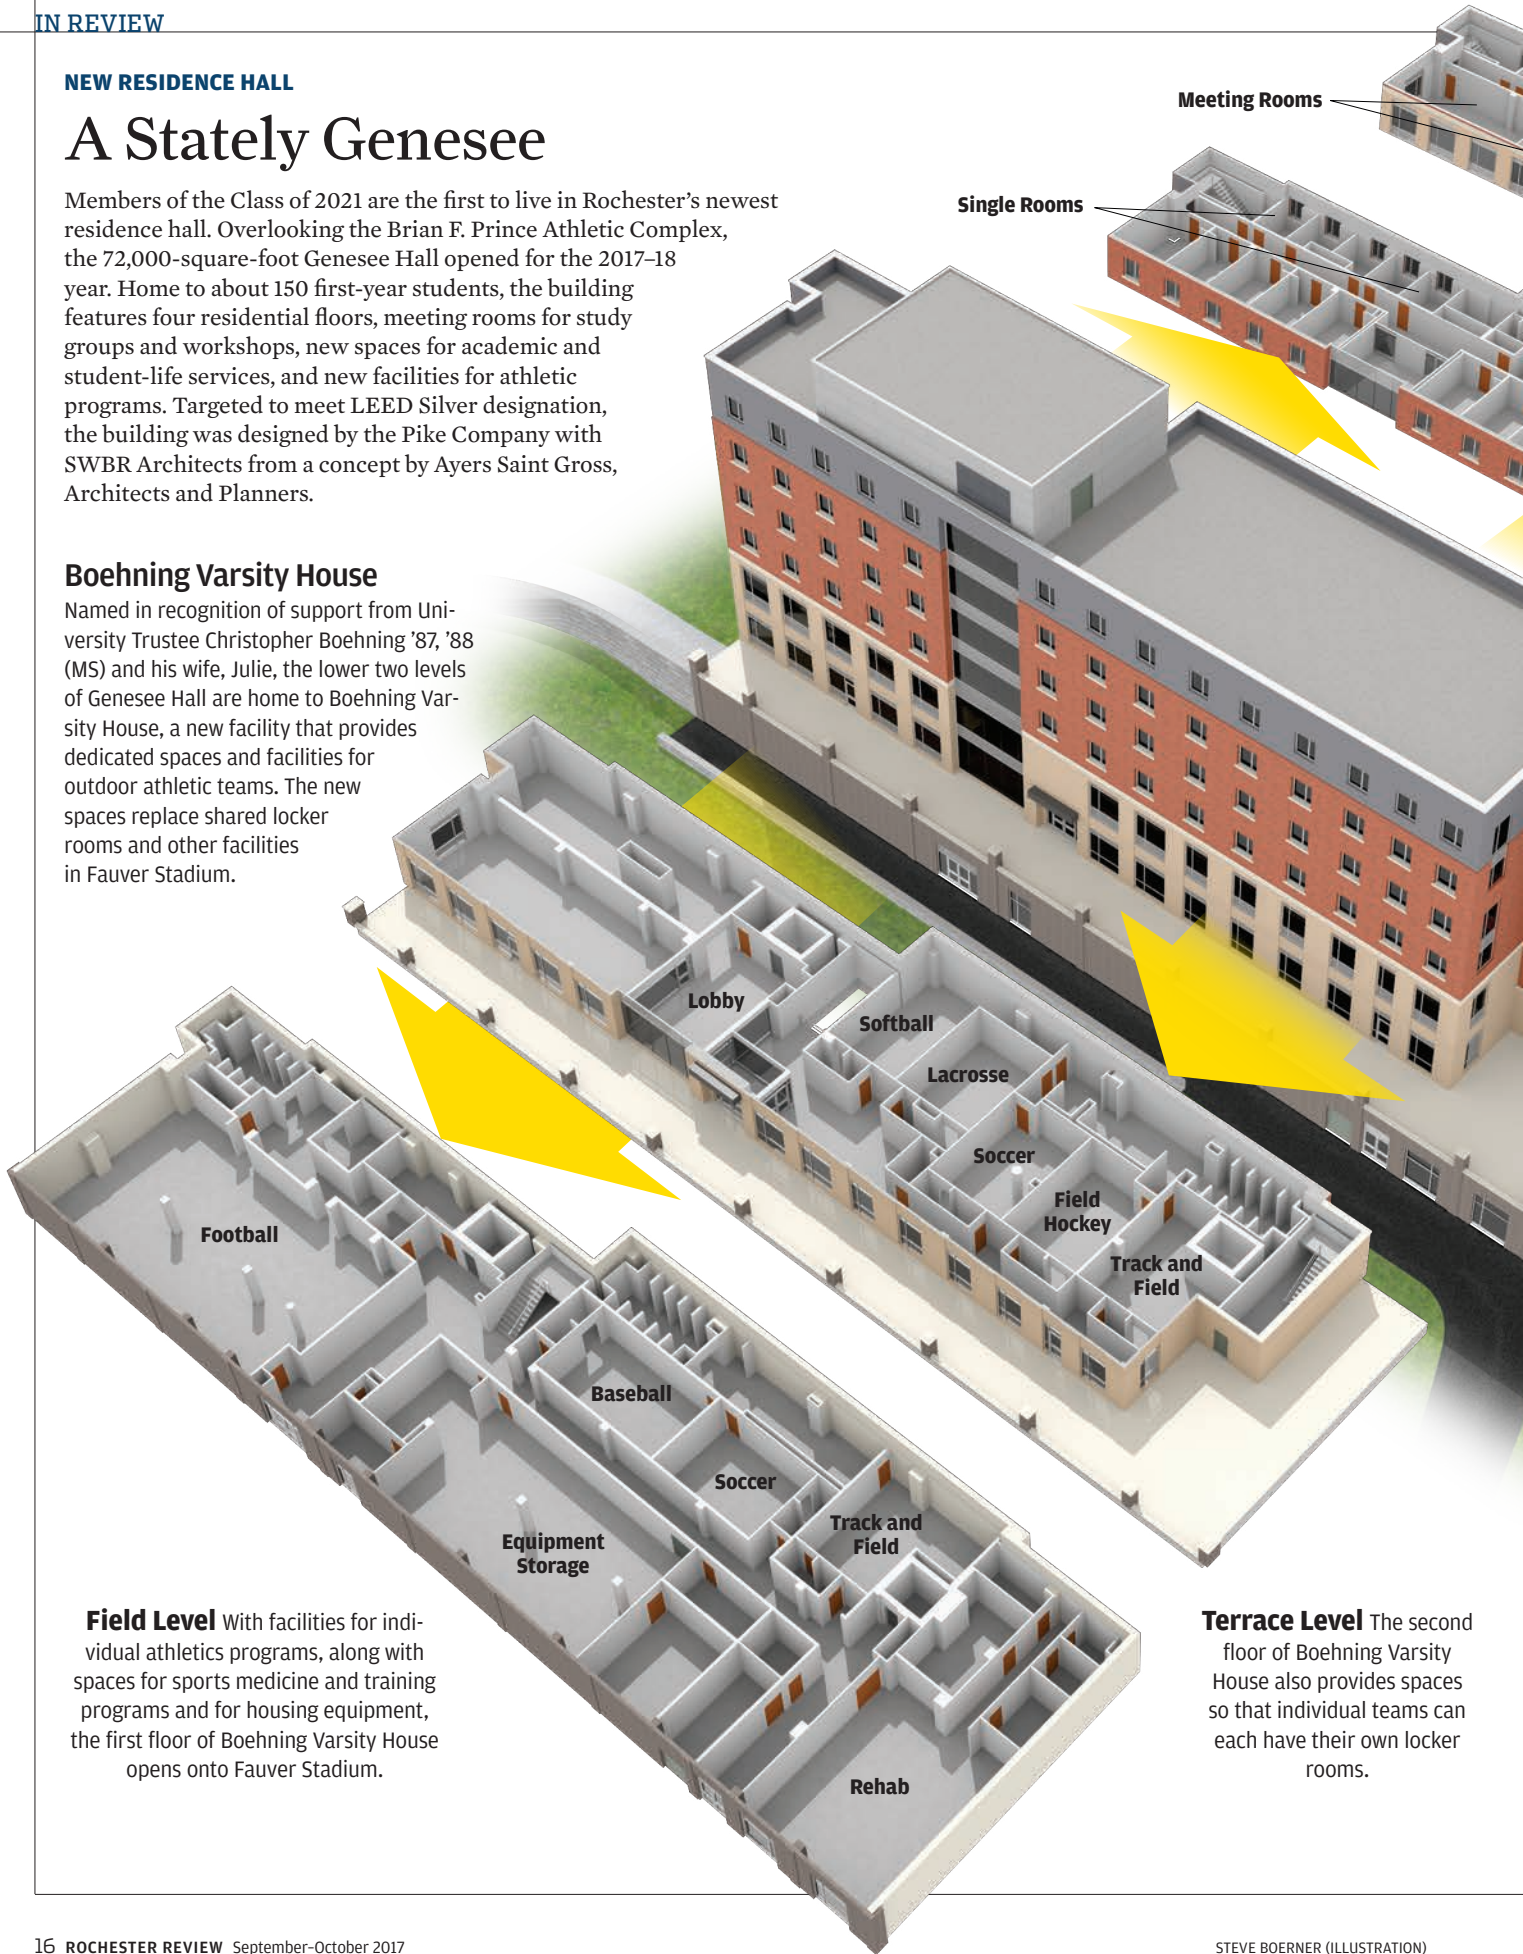 IN REVIEW
NEW RESIDENCE HALL
A Stately Genesee
Members of the Class of 2021 are the first to live in Rochester’s newest
residence hall. Overlooking the Brian F. Prince Athletic Complex,
the 72,000-square-foot Genesee Hall opened for the 2017–18
year. Home to about 150 first-year students, the building
features four residential floors, meeting rooms for study
groups and workshops, new spaces for academic and
student-life services, and new facilities for athletic
programs. Targeted to meet LEED Silver designation,
the building was designed by the Pike Company with
SWBR Architects from a concept by Ayers Saint Gross,
Architects and Planners.
Boehning Varsity House
Named in recognition of support from Uni-
versity Trustee Christopher Boehning ’87, ’88
(MS) and his wife, Julie, the lower two levels
of Genesee Hall are home to Boehning Var-
sity House, a new facility that provides
dedicated spaces and facilities for
outdoor athletic teams. The new
spaces replace shared locker
rooms and other facilities
in Fauver Stadium.
Meeting Rooms
Single Rooms
Lobby
Softball
Lacrosse
Soccer
Field
Hockey
Track and
Field
Football
Baseball
Soccer
Track and
Field
Equipment
Storage
Rehab
Field Level With facilities for indi-
vidual athletics programs, along with
spaces for sports medicine and training
programs and for housing equipment,
the first floor of Boehning Varsity House
opens onto Fauver Stadium.
Terrace Level The second
floor of Boehning Varsity
House also provides spaces
so that individual teams can
each have their own locker
rooms.
16 ROCHESTER REVIEW September–October 2017
STEVE BOERNER (ILLUSTRATION)